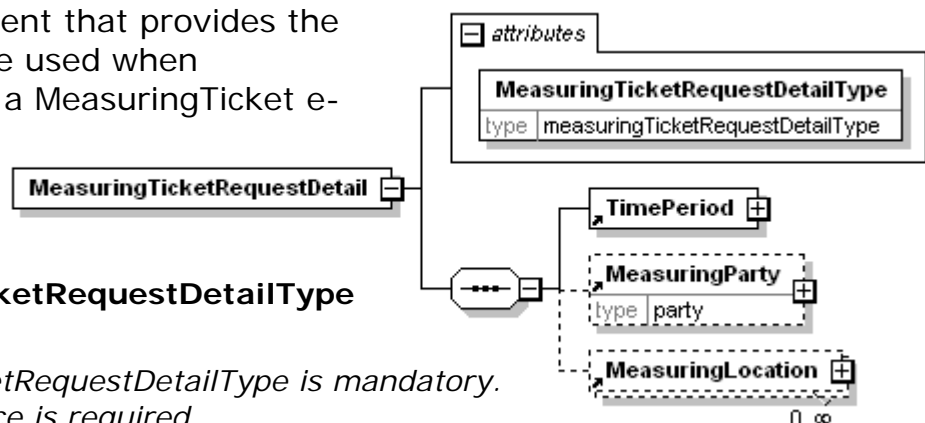 ent that provides the
e used when
a MeasuringTicket e-
attributes
MeasuringTicketRequestDetailType
type measuringTicketRequestDetailType
MeasuringTicketRequestDetail
TimePeriod
MeasuringParty
type party
MeasuringLocation
0..∞
ketRequestDetailType
etRequestDetailType is mandatory.
ce is required